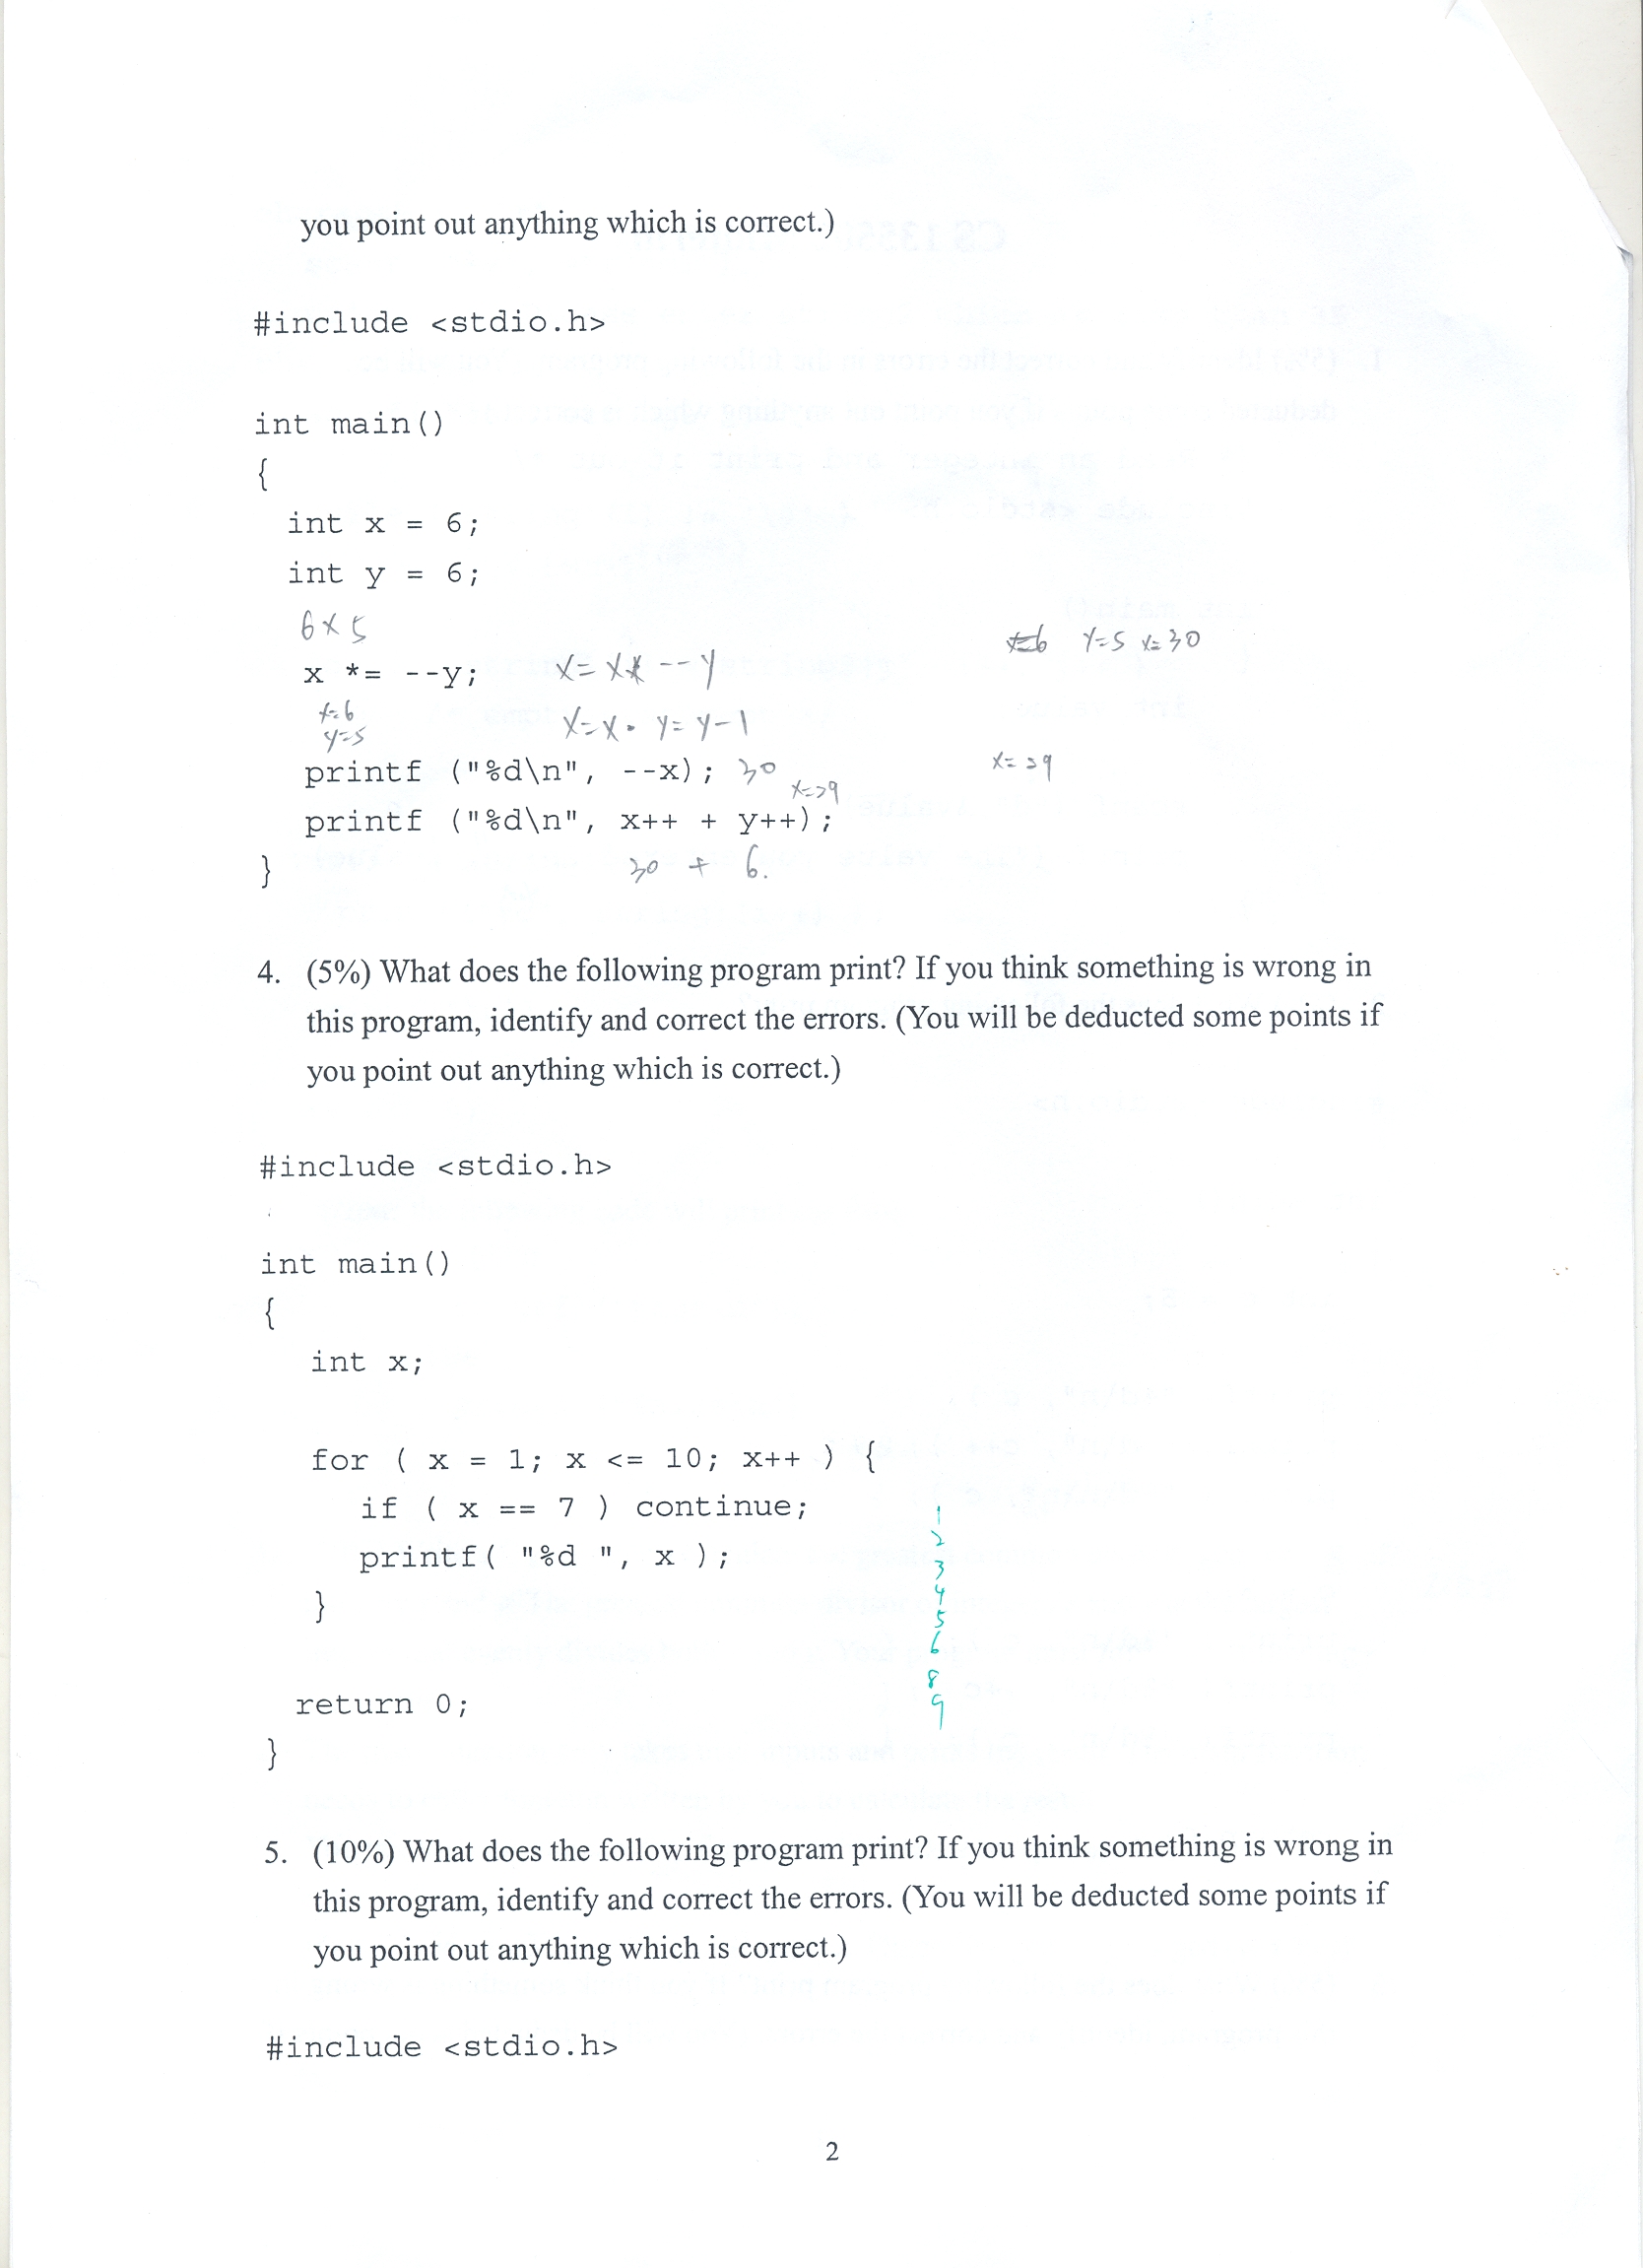 you point out anything which is correct.)
#include <stdio.h>
int main()
{
int x = 6;
int y = 6;
6×5
x=6 y=5 x=30
x *= --y; x= x* --y
x=6
y=5
x=x· y=y-1
printf ("%d\n", --x); 30 x=29
x=29
printf ("%d\n", x++ + y++);
} 30 + 6.
4. (5%) What does the following program print? If you think something is wrong in
this program, identify and correct the errors. (You will be deducted some points if
you point out anything which is correct.)
#include <stdio.h>
int main()
{
int x;
for ( x = 1; x <= 10; x++ ) {
if ( x == 7 ) continue;
printf( "%d ", x );
}
1
2
3
4
5
6
8
9
return 0;
}
5. (10%) What does the following program print? If you think something is wrong in
this program, identify and correct the errors. (You will be deducted some points if
you point out anything which is correct.)
#include <stdio.h>
2